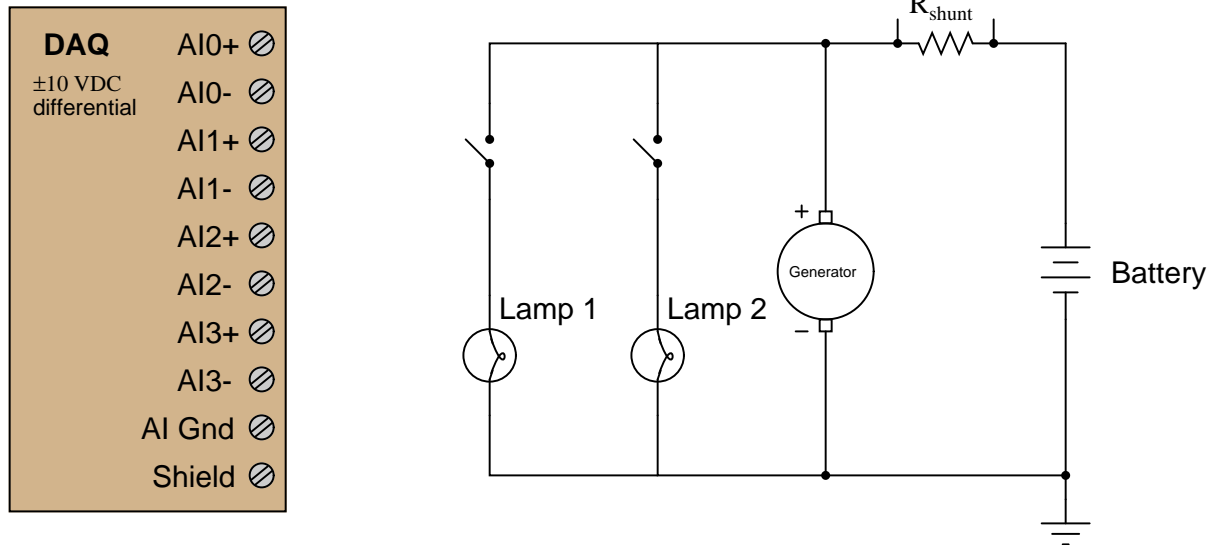 DAQ
±10 VDC
differential
AI0+
AI0-
AI1+
AI1-
AI2+
AI2-
AI3+
AI3-
AI Gnd
Shield
Rshunt
Lamp 1
Lamp 2
+
Generator
−
Battery